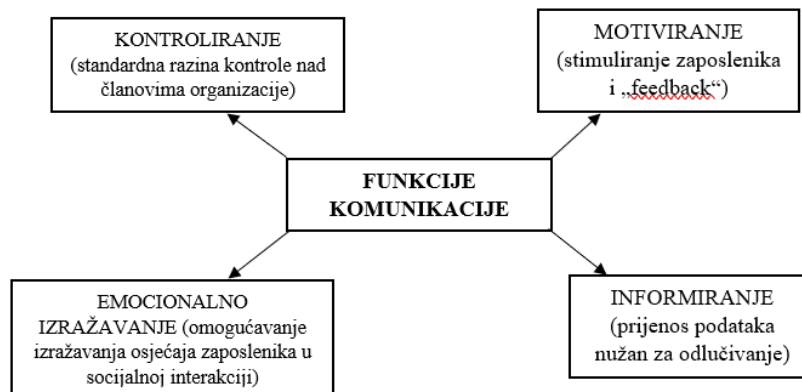 KONTROLIRANJE
(standardna razina kontrole nad
članovima organizacije)
MOTIVIRANJE
(stimuliranje zaposlenika
i „feedback“)
FUNKCIJE
KOMUNIKACIJE
EMOCIONALNO
IZRAŽAVANJE (omogućavanje
izražavanja osjećaja zaposlenika u
socijalnoj interakciji)
INFORMIRANJE
(prijenos podataka
nužan za odlučivanje)